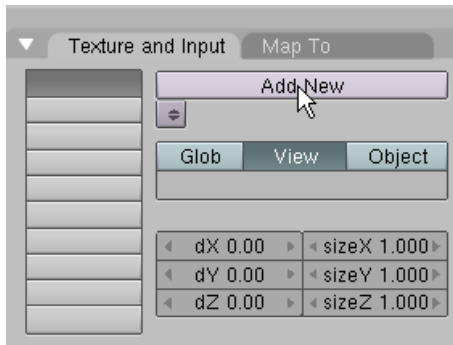 Texture and Input Map To
Add New
Glob View Object
dX 0.00 sizeX 1.000
dY 0.00 sizeY 1.000
dZ 0.00 sizeZ 1.000